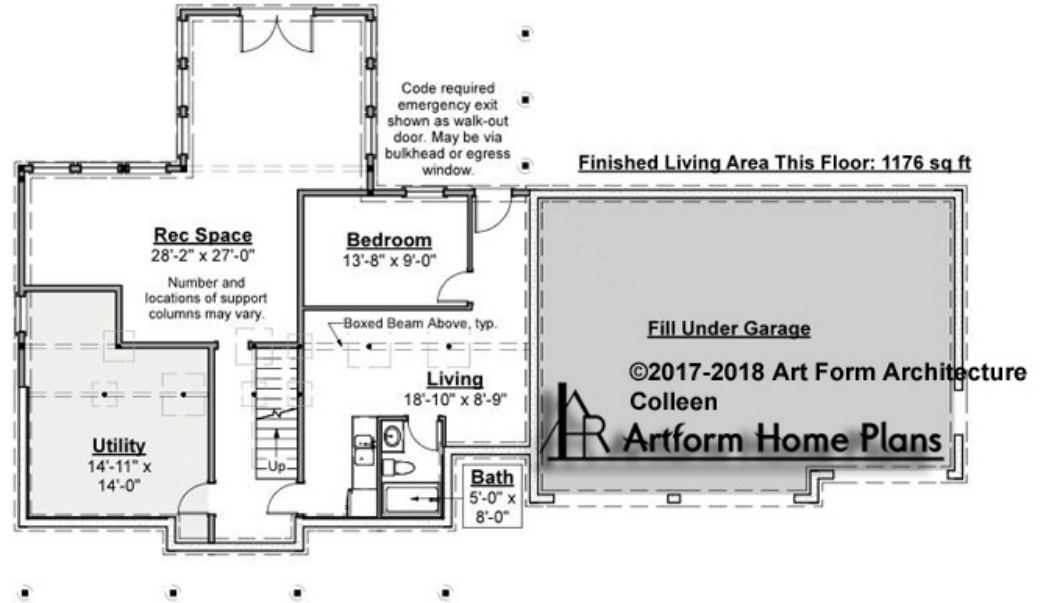 Code required
emergency exit
shown as walk-out
door. May be via
bulkhead or egress
window.
Finished Living Area This Floor: 1176 sq ft
Rec Space
28'-2" x 27'-0"
Number and
locations of support
columns may vary.
Bedroom
13'-8" x 9'-0"
Boxed Beam Above, typ.
Fill Under Garage
Living
18'-10" x 8'-9"
©2017-2018 Art Form Architecture
Colleen
Artform Home Plans
Utility
14'-11" x
14'-0"
Up
Bath
5'-0" x
8'-0"